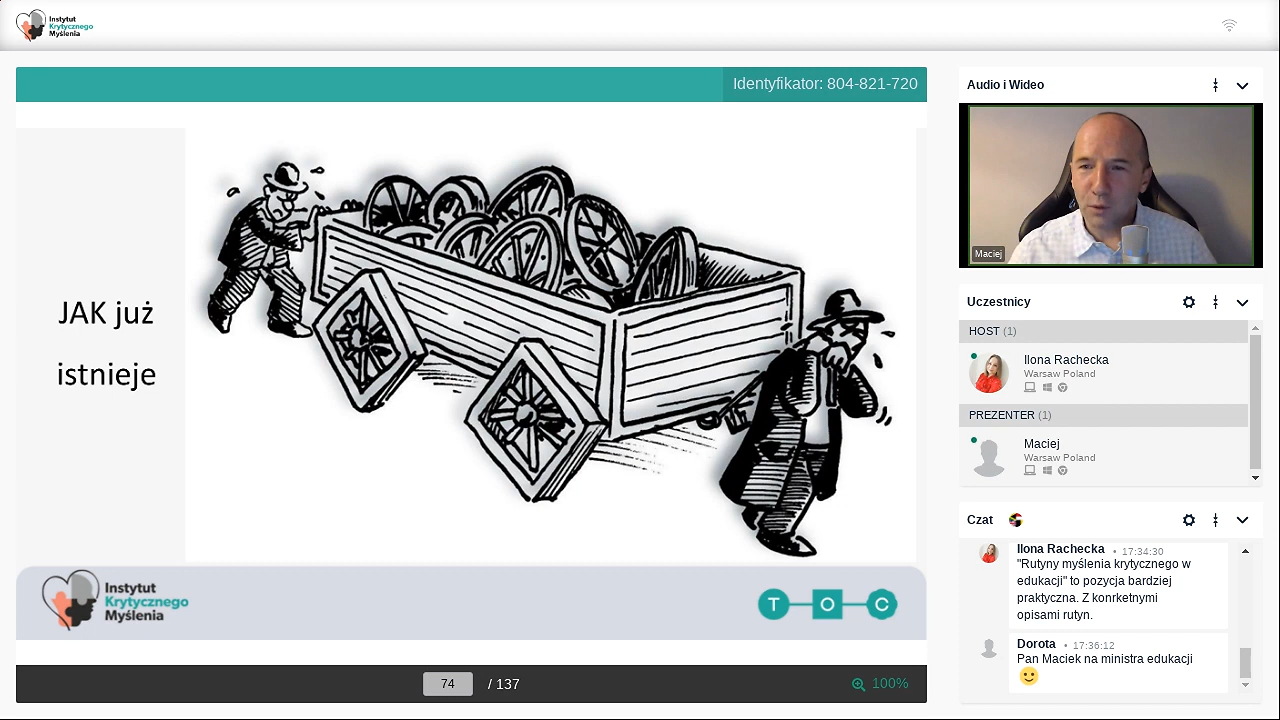 Instytut
Krytycznego
Myślenia
Identyfikator: 804-821-720
JAK już
istnieje
Instytut
Krytycznego
Myślenia
T O C
74 / 137
100%
Audio i Wideo
Maciej
Uczestnicy
HOST (1)
Ilona Rachecka
Warsaw Poland
PREZENTER (1)
Maciej
Warsaw Poland
Czat
Ilona Rachecka • 17:34:30
"Rutyny myślenia krytycznego w
edukacji" to pozycja bardziej
praktyczna. Z konrketnymi
opisami rutyn.
Dorota • 17:36:12
Pan Maciek na ministra edukacji